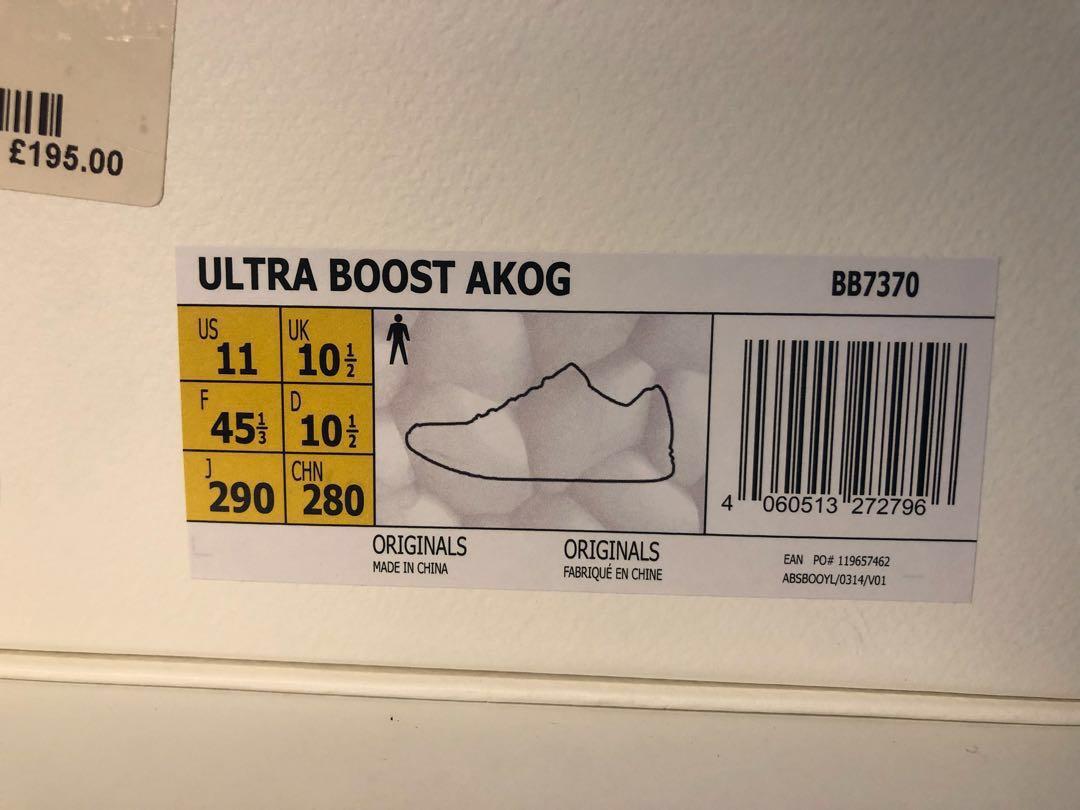 £195.00
ULTRA BOOST AKOG
BB7370
US 11
UK 10 1/2
F 45 1/3
D 10 1/2
J 290
CHN 280
4 060513 272796
ORIGINALS
MADE IN CHINA
ORIGINALS
FABRIQUÉ EN CHINE
EAN PO# 119657462
ABSBOOYL/0314/V01